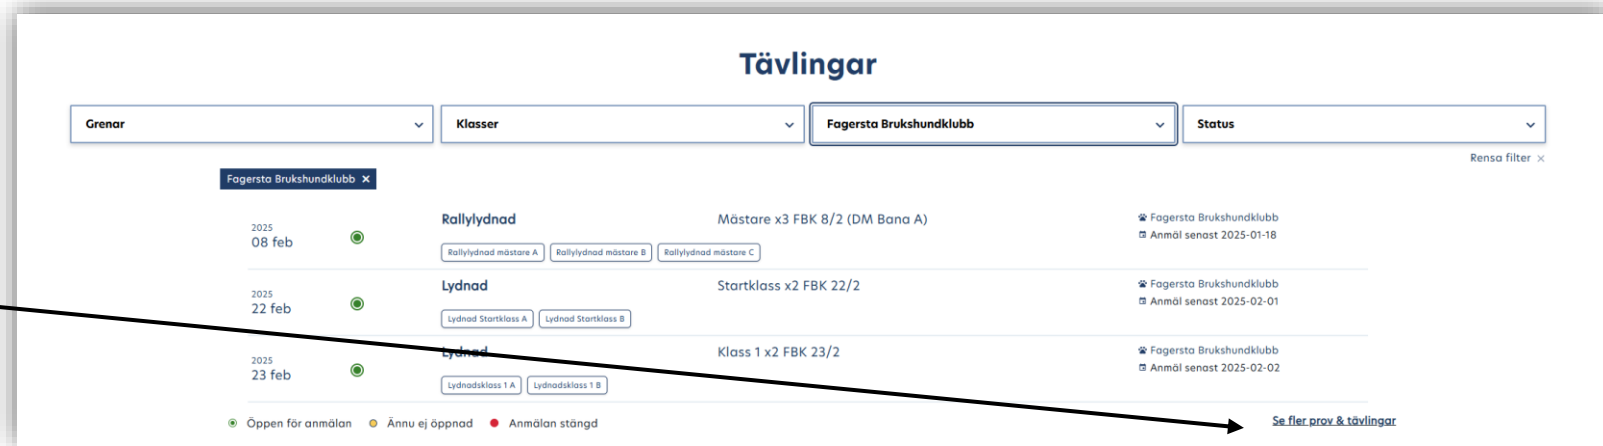 Tävlingar
Grenar Klasser Fagersta Brukshundklubb Status
Rensa filter ×
Fagersta Brukshundklubb ×
2025
08 feb
Rallylydnad
Mästare x3 FBK 8/2 (DM Bana A)
Rallylydnad mästare A Rallylydnad mästare B Rallylydnad mästare C
Fagersta Brukshundklubb
Anmäl senast 2025-01-18
2025
22 feb
Lydnad
Startklass x2 FBK 22/2
Lydnad Startklass A Lydnad Startklass B
Fagersta Brukshundklubb
Anmäl senast 2025-02-01
2025
23 feb
Lydnad
Klass 1 x2 FBK 23/2
Lydnadsklass 1 A Lydnadsklass 1 B
Fagersta Brukshundklubb
Anmäl senast 2025-02-02
Öppen för anmälan Ännu ej öppnad Anmälan stängd
Se fler prov & tävlingar